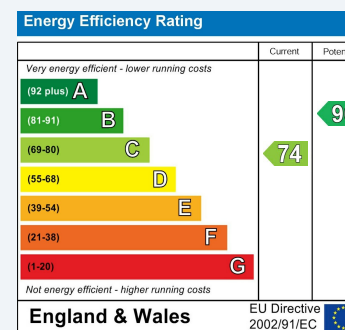 Energy Efficiency Rating
Current
Very energy efficient - lower running costs
(92 plus) A
(81-91) B
(69-80) C 74
(55-68) D
(39-54) E
(21-38) F
(1-20) G
Not energy efficient - higher running costs
England & Wales
EU Directive
2002/91/EC